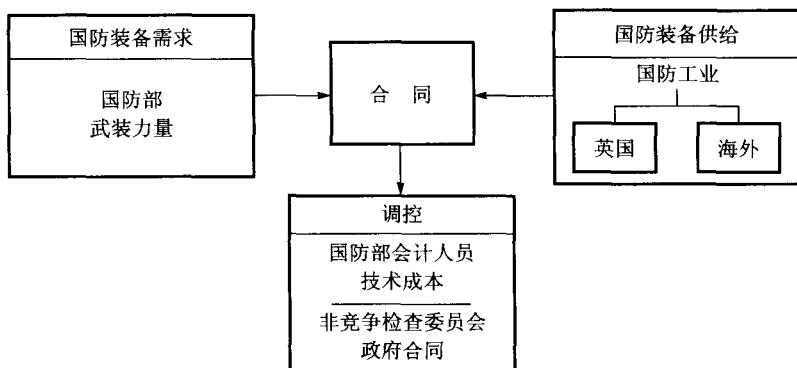 国防装备需求
国防部
武装力量
合 同
国防装备供给
国防工业
英国
海外
调控
国防部会计人员
技术成本
非竞争检查委员会
政府合同